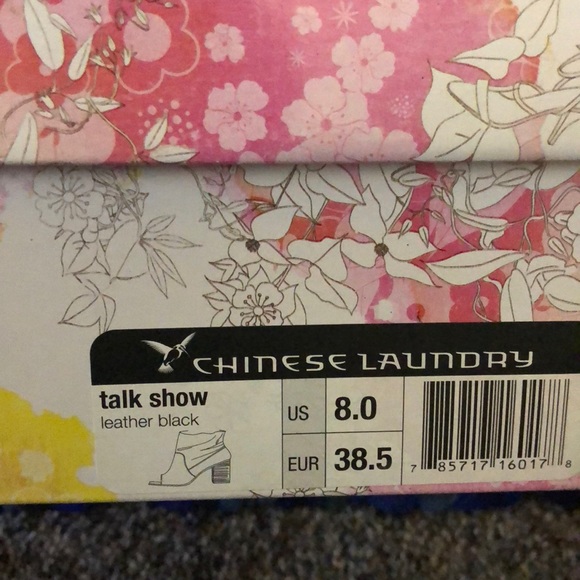 CHINESE LAUNDRY
talk show
leather black
US 8.0
EUR 38.5
7 85717 16017 8